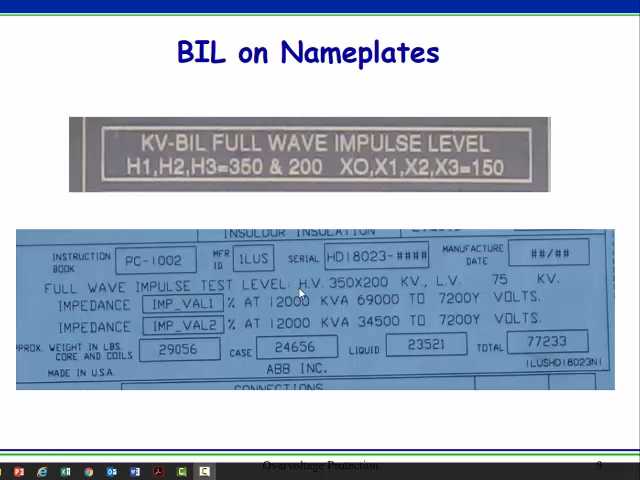 BIL on Nameplates
KV-BIL FULL WAVE IMPULSE LEVEL
H1,H2,H3=350 & 200 XO,X1,X2,X3=150
INSULDUR INSULATION
INSTRUCTION BOOK PC-1002 MFR ID 1LUS SERIAL HD18023-#### MANUFACTURE DATE ##/##
FULL WAVE IMPULSE TEST LEVEL: H.V. 350X200 KV., L.V. 75 KV.
IMPEDANCE IMP_VAL1 % AT 12000 KVA 69000 TO 7200Y VOLTS.
IMPEDANCE IMP_VAL2 % AT 12000 KVA 34500 TO 7200Y VOLTS.
PROX. WEIGHT IN LBS. CORE AND COILS 29056 CASE 24656 LIQUID 23521 TOTAL 77233
MADE IN U.S.A ABB INC. 1LUSHD18023N1
CONNECTIONS
Overvoltage Protection 9